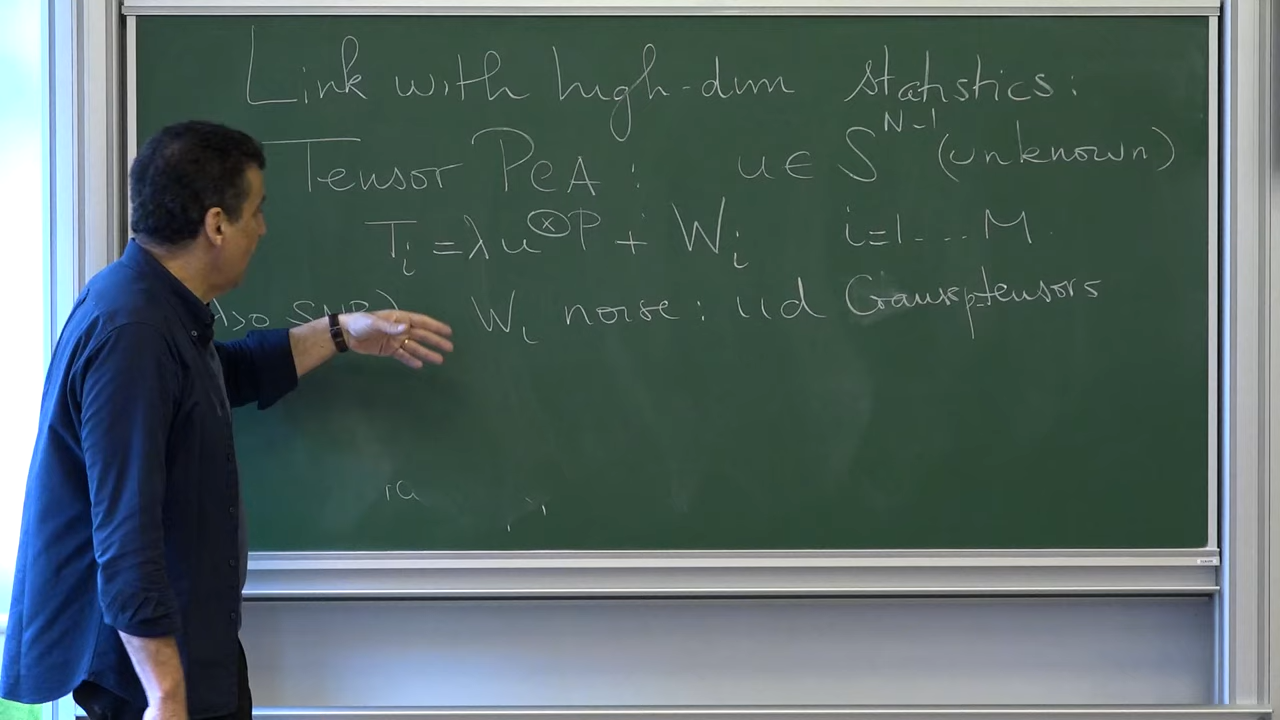 Link with high-dim statistics:
Tensor PCA : u ∈ S^{N-1} (unknown)
T_i = λ u^{⊗P} + W_i i=1....M.
λ>0 SNR) W_i noise: iid Gauss p-tensors